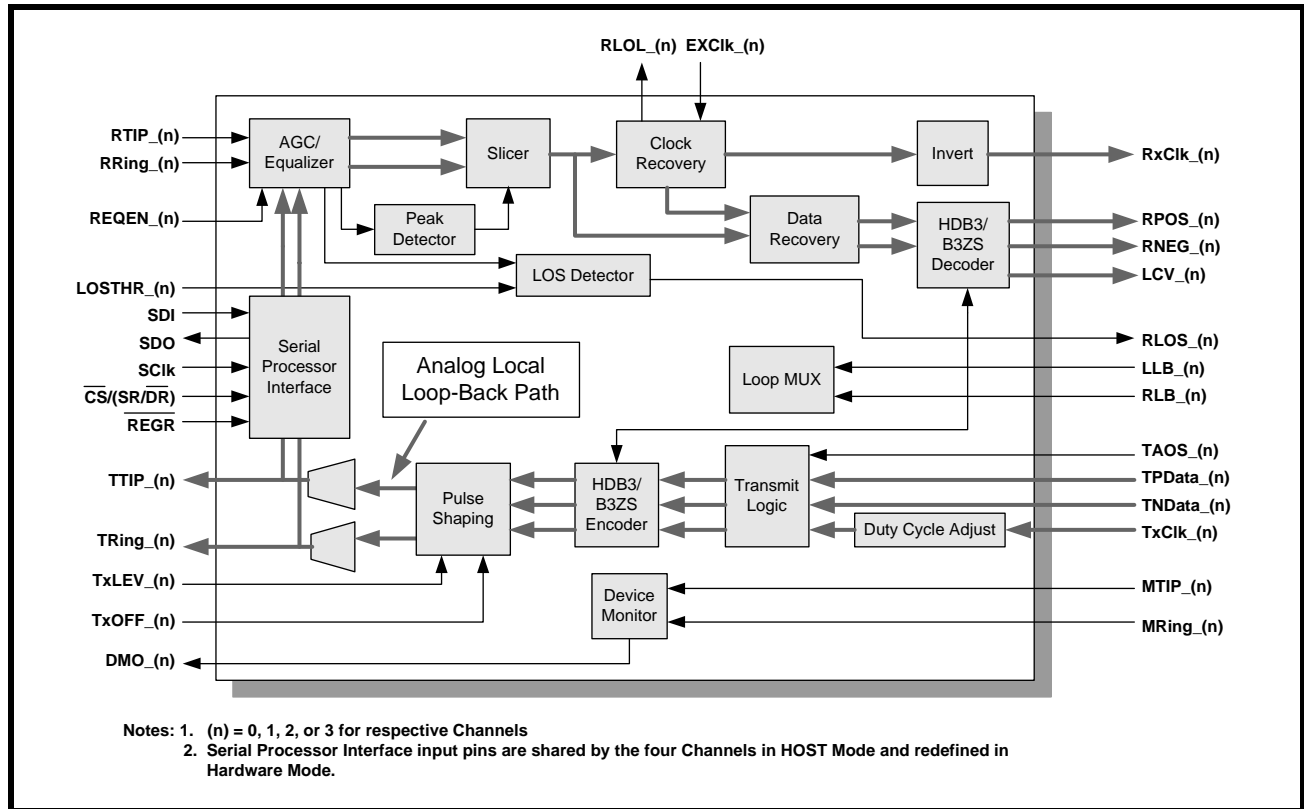 RLOL_(n) EXClk_(n)
RTIP_(n)
RRing_(n)
REQEN_(n)
LOSTHR_(n)
SDI
SDO
SClk
CS/(SR/DR)
REGR
TTIP_(n)
TRing_(n)
TxLEV_(n)
TxOFF_(n)
DMO_(n)
AGC/
Equalizer
Slicer
Clock
Recovery
Invert
Peak
Detector
Data
Recovery
HDB3/
B3ZS
Decoder
LOS Detector
Serial
Processor
Interface
Analog Local
Loop-Back Path
Loop MUX
Pulse
Shaping
HDB3/
B3ZS
Encoder
Transmit
Logic
Duty Cycle Adjust
Device
Monitor
RxClk_(n)
RPOS_(n)
RNEG_(n)
LCV_(n)
RLOS_(n)
LLB_(n)
RLB_(n)
TAOS_(n)
TPData_(n)
TNData_(n)
TxClk_(n)
MTIP_(n)
MRing_(n)
Notes: 1. (n) = 0, 1, 2, or 3 for respective Channels
2. Serial Processor Interface input pins are shared by the four Channels in HOST Mode and redefined in
Hardware Mode.